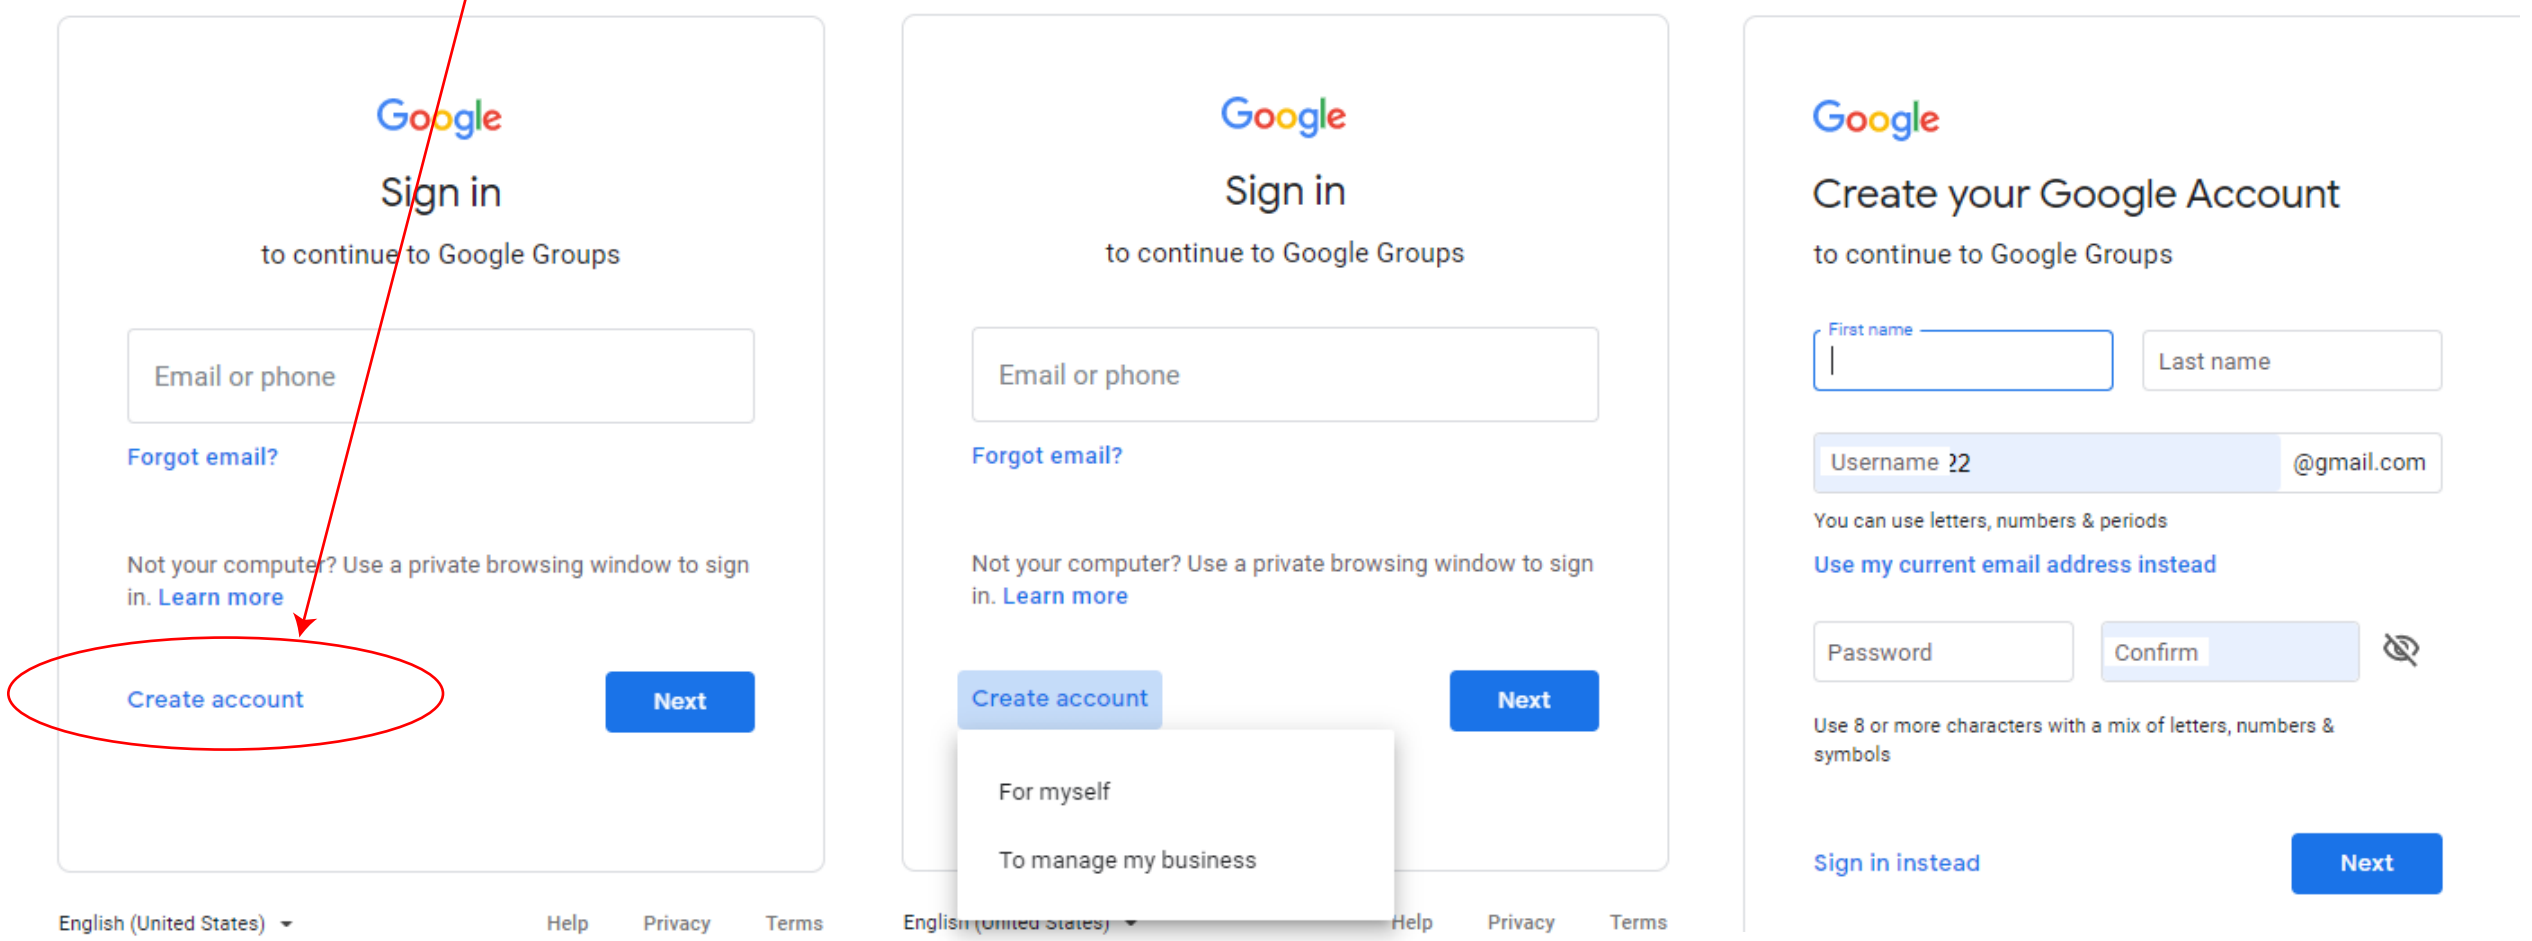 Google
Sign in
to continue to Google Groups
Email or phone
Forgot email?
Not your computer? Use a private browsing window to sign
in. Learn more
Create account
Next
English (United States)
Help
Privacy
Terms
Google
Sign in
to continue to Google Groups
Email or phone
Forgot email?
Not your computer? Use a private browsing window to sign
in. Learn more
Create account
Next
For myself
To manage my business
English (United States)
Help
Privacy
Terms
Google
Create your Google Account
to continue to Google Groups
First name
Last name
Username 22
@gmail.com
You can use letters, numbers & periods
Use my current email address instead
Password
Confirm
Use 8 or more characters with a mix of letters, numbers &
symbols
Sign in instead
Next